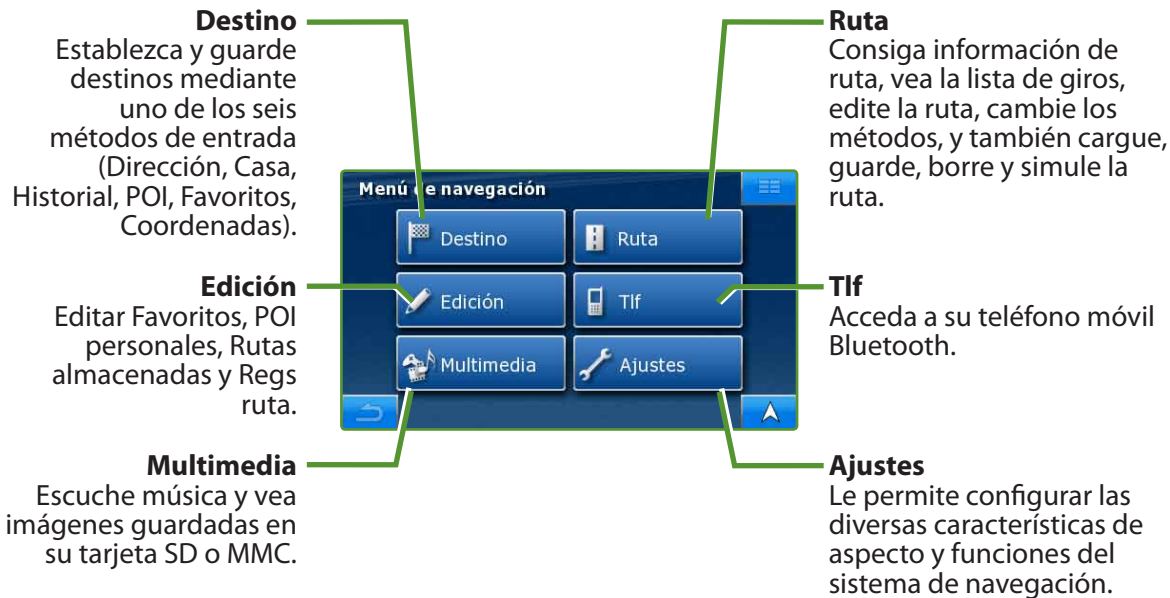 Destino
Establezca y guarde
destinos mediante
uno de los seis
métodos de entrada
(Dirección, Casa,
Historial, POI, Favoritos,
Coordenadas).
Edición
Editar Favoritos, POI
personales, Rutas
almacenadas y Regs
ruta.
Multimedia
Escuche música y vea
imágenes guardadas en
su tarjeta SD o MMC.
Menú de navegación
Destino
Ruta
Edición
Tlf
Multimedia
Ajustes
Ruta
Consiga información de
ruta, vea la lista de giros,
edite la ruta, cambie los
métodos, y también cargue,
guarde, borre y simule la
ruta.
Tlf
Acceda a su teléfono móvil
Bluetooth.
Ajustes
Le permite configurar las
diversas características de
aspecto y funciones del
sistema de navegación.